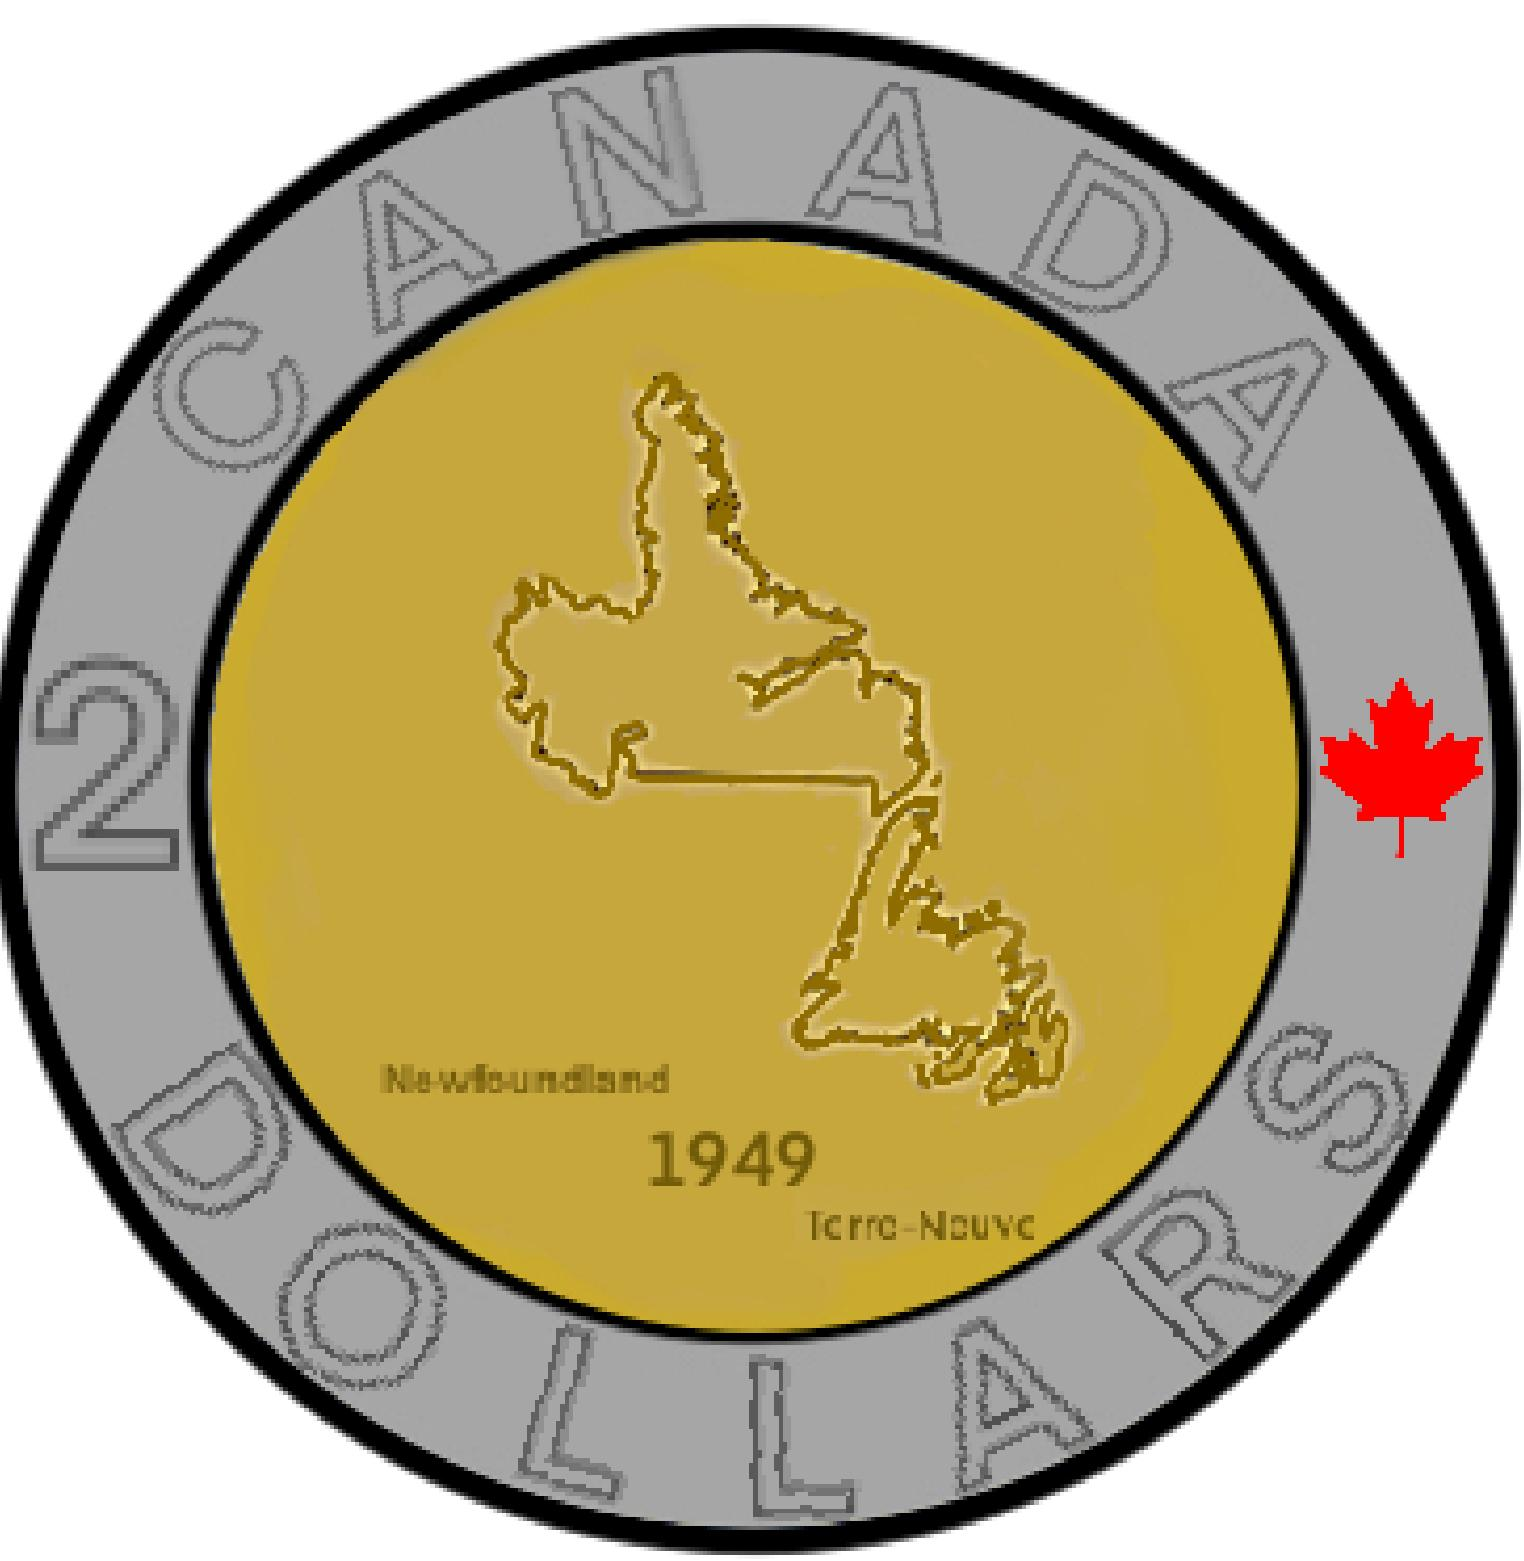 CANADA
2
Newfoundland
1949
Terre-Neuve
DOLLARS